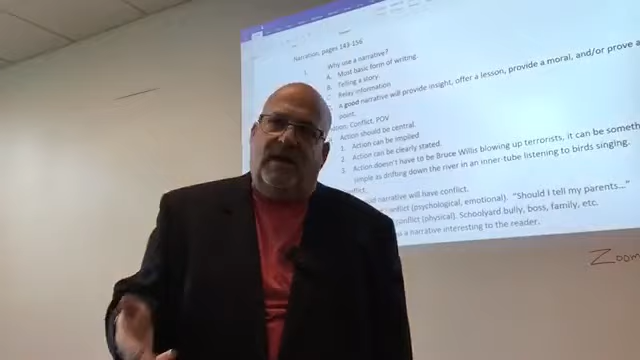 Narration, pages 143-156
1. Why use a narrative?
A. Most basic form of writing.
B. Telling a story.
C. Relay information
A good narrative will provide insight, offer a lesson, provide a moral, and/or prove a
point.
Conflict, POV
Action should be central.
1. Action can be implied
2. Action can be clearly stated.
3. Action doesn't have to be Bruce Willis blowing up terrorists, it can be someth
simple as drifting down the river in an inner-tube listening to birds singing.
narrative will have conflict.
conflict (psychological, emotional). "Should I tell my parents..."
conflict (physical). Schoolyard bully, boss, family, etc.
a narrative interesting to the reader.
Zoom